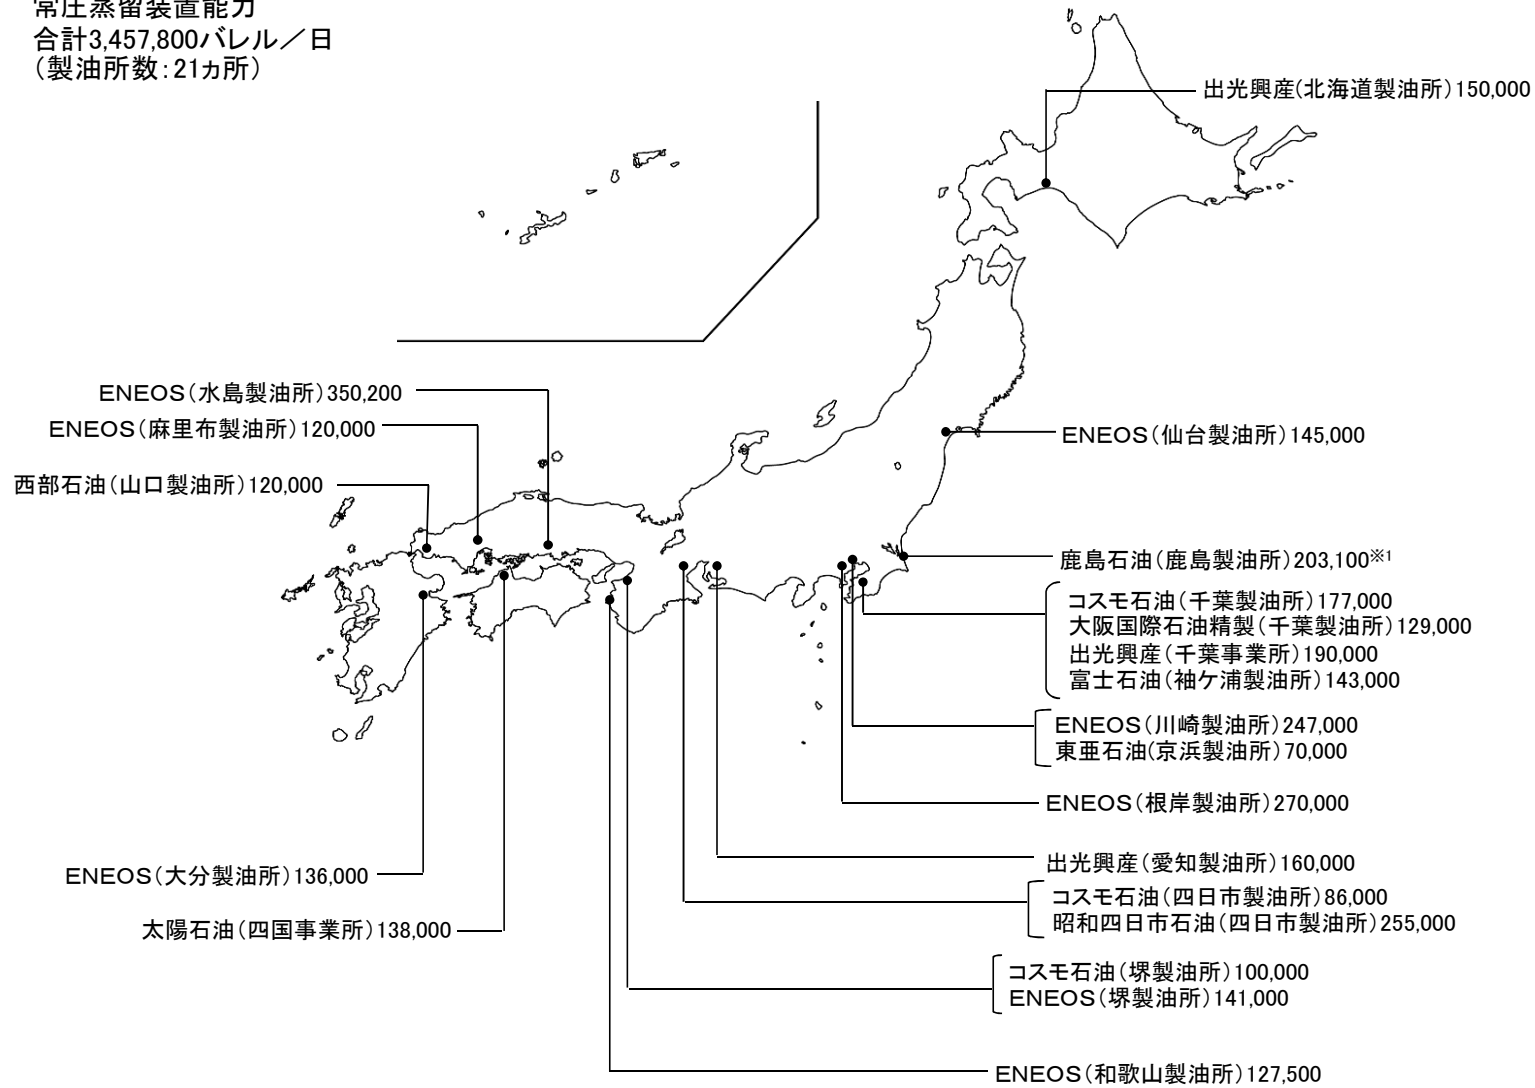 常圧蒸留装置能力
合計3,457,800バレル／日
（製油所数：21ヵ所）
出光興産(北海道製油所)150,000
ENEOS（水島製油所）350,200
ENEOS（麻里布製油所）120,000
西部石油（山口製油所）120,000
ENEOS（仙台製油所）145,000
鹿島石油（鹿島製油所）203,100※1
コスモ石油（千葉製油所）177,000
大阪国際石油精製（千葉製油所）129,000
出光興産（千葉事業所）190,000
富士石油（袖ケ浦製油所）143,000
ENEOS（川崎製油所）247,000
東亜石油(京浜製油所）70,000
ENEOS（根岸製油所）270,000
出光興産（愛知製油所）160,000
コスモ石油（四日市製油所）86,000
昭和四日市石油（四日市製油所）255,000
ENEOS（大分製油所）136,000
太陽石油（四国事業所）138,000
コスモ石油（堺製油所）100,000
ENEOS（堺製油所）141,000
ENEOS（和歌山製油所）127,500